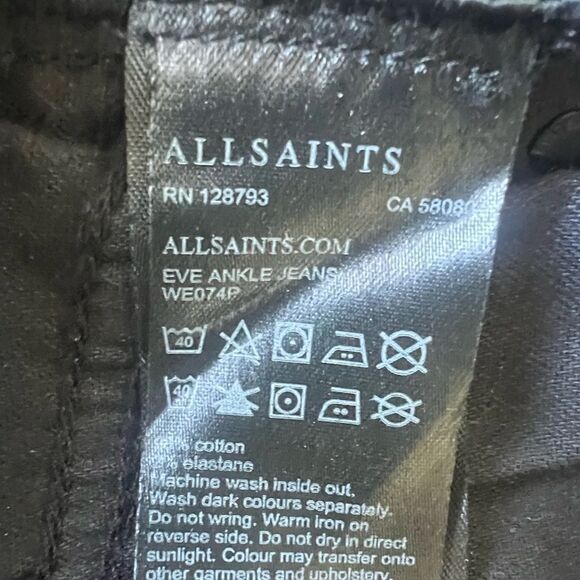 ALLSAINTS
RN 128793 CA
ALLSAINTS.COM
EVE ANKLE JEANS
WE074P
40
40
cotton
% elastane
Machine wash inside out.
Wash dark colours separately.
Do not wring. Warm iron on
reverse side. Do not dry in direct
sunlight. Colour may transfer onto
other garments and upholstery.